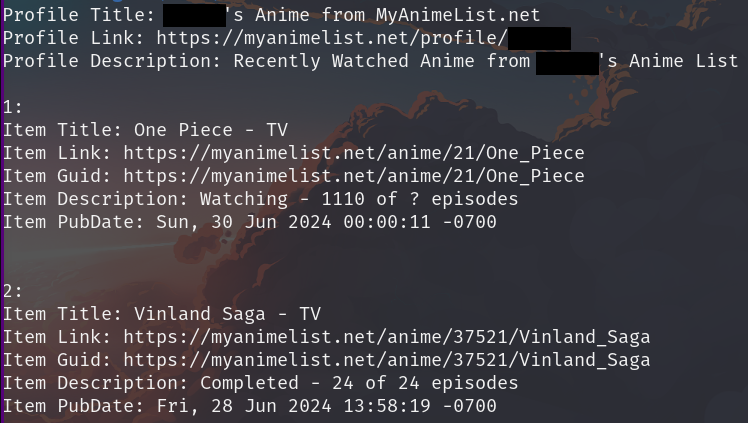 Profile Title: 's Anime from MyAnimeList.net
Profile Link: https://myanimelist.net/profile/
Profile Description: Recently Watched Anime from 's Anime List
1:
Item Title: One Piece - TV
Item Link: https://myanimelist.net/anime/21/One_Piece
Item Guid: https://myanimelist.net/anime/21/One_Piece
Item Description: Watching - 1110 of ? episodes
Item PubDate: Sun, 30 Jun 2024 00:00:11 -0700
2:
Item Title: Vinland Saga - TV
Item Link: https://myanimelist.net/anime/37521/Vinland_Saga
Item Guid: https://myanimelist.net/anime/37521/Vinland_Saga
Item Description: Completed - 24 of 24 episodes
Item PubDate: Fri, 28 Jun 2024 13:58:19 -0700